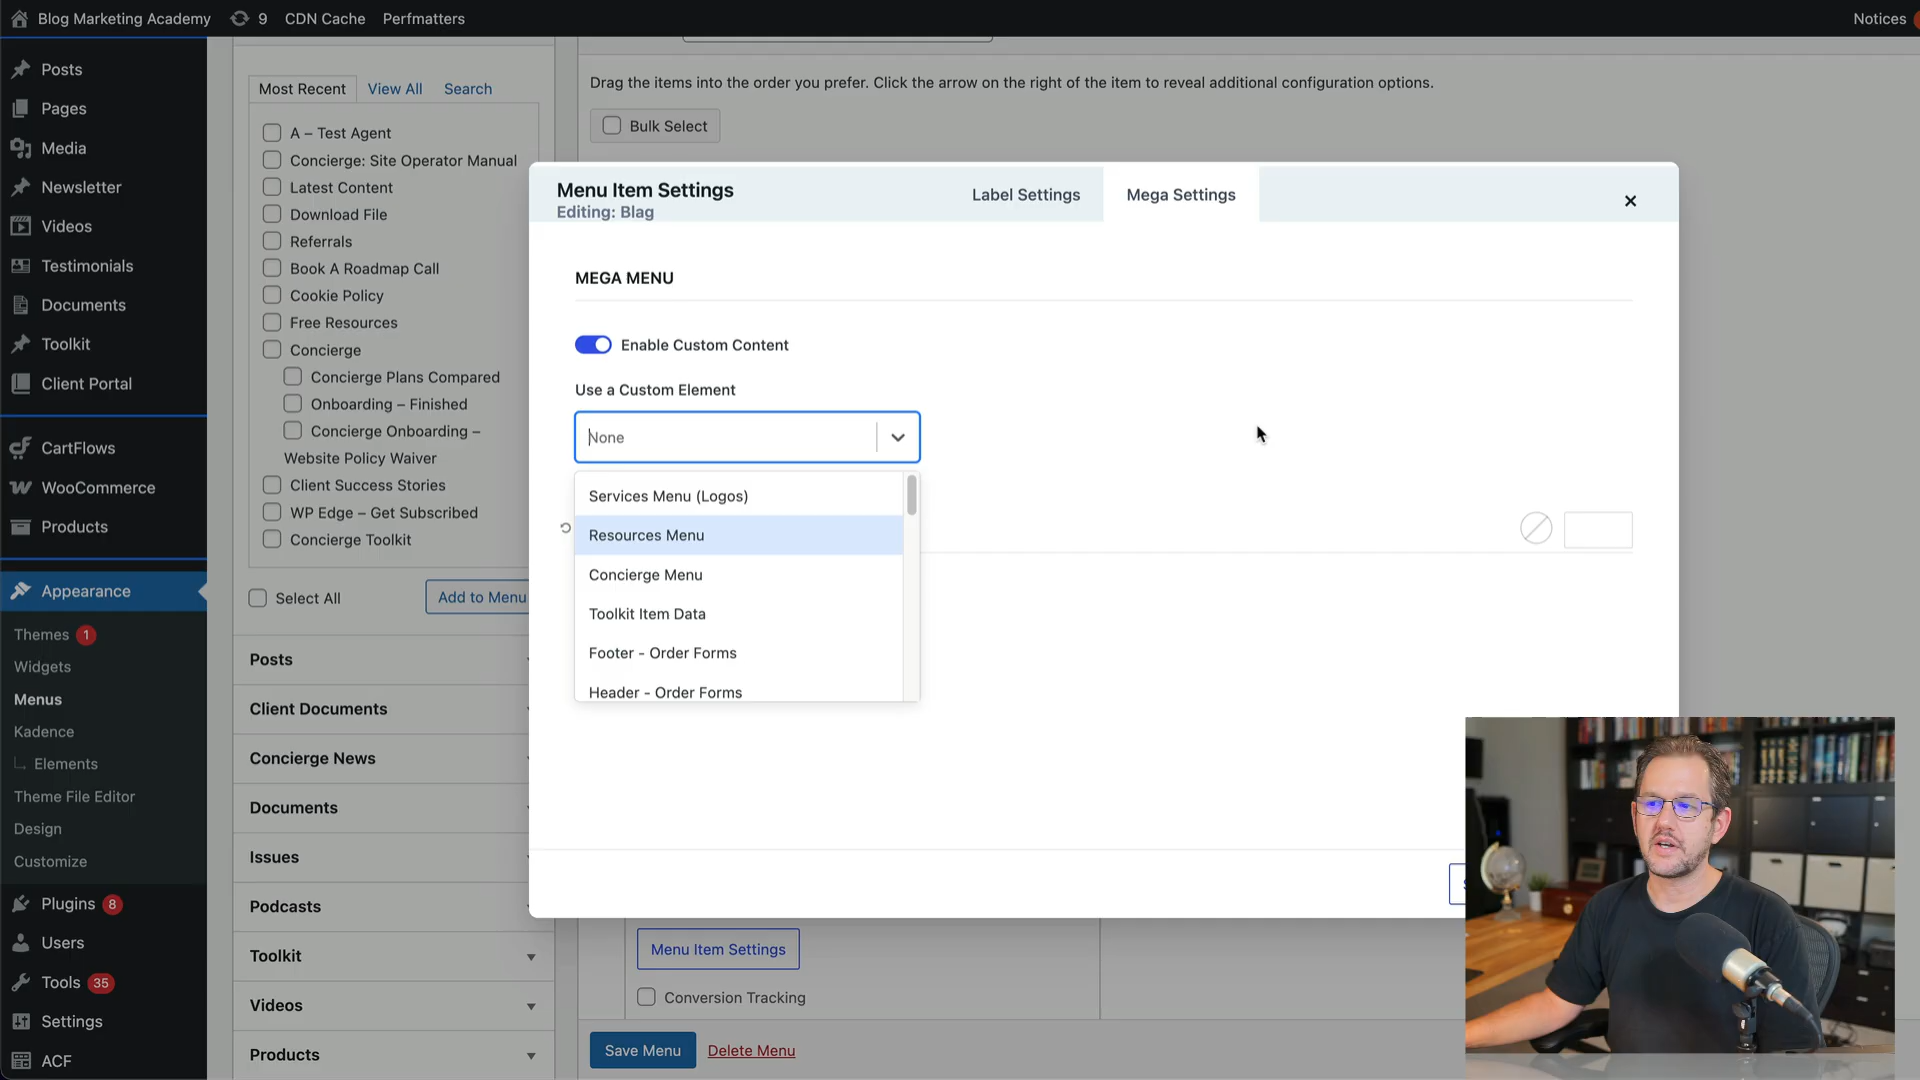 Blog Marketing Academy
9
CDN Cache
Perfmatters
Notices
Posts
Pages
Media
Newsletter
Videos
Testimonials
Documents
Toolkit
Client Portal
CartFlows
WooCommerce
Products
Appearance
Themes 1
Widgets
Menus
Kadence
Elements
Theme File Editor
Design
Customize
Plugins 8
Users
Tools 35
Settings
ACF
Most Recent
View All
Search
A – Test Agent
Concierge: Site Operator Manual
Latest Content
Download File
Referrals
Book A Roadmap Call
Cookie Policy
Free Resources
Concierge
Concierge Plans Compared
Onboarding – Finished
Concierge Onboarding –
Website Policy Waiver
Client Success Stories
WP Edge – Get Subscribed
Concierge Toolkit
Select All
Add to Menu
Posts
Client Documents
Concierge News
Documents
Issues
Podcasts
Toolkit
Videos
Products
Drag the items into the order you prefer. Click the arrow on the right of the item to reveal additional configuration options.
Bulk Select
Menu Item Settings
Editing: Blag
Label Settings
Mega Settings
MEGA MENU
Enable Custom Content
Use a Custom Element
None
Services Menu (Logos)
Resources Menu
Concierge Menu
Toolkit Item Data
Footer - Order Forms
Header - Order Forms
Menu Item Settings
Conversion Tracking
Save Menu
Delete Menu